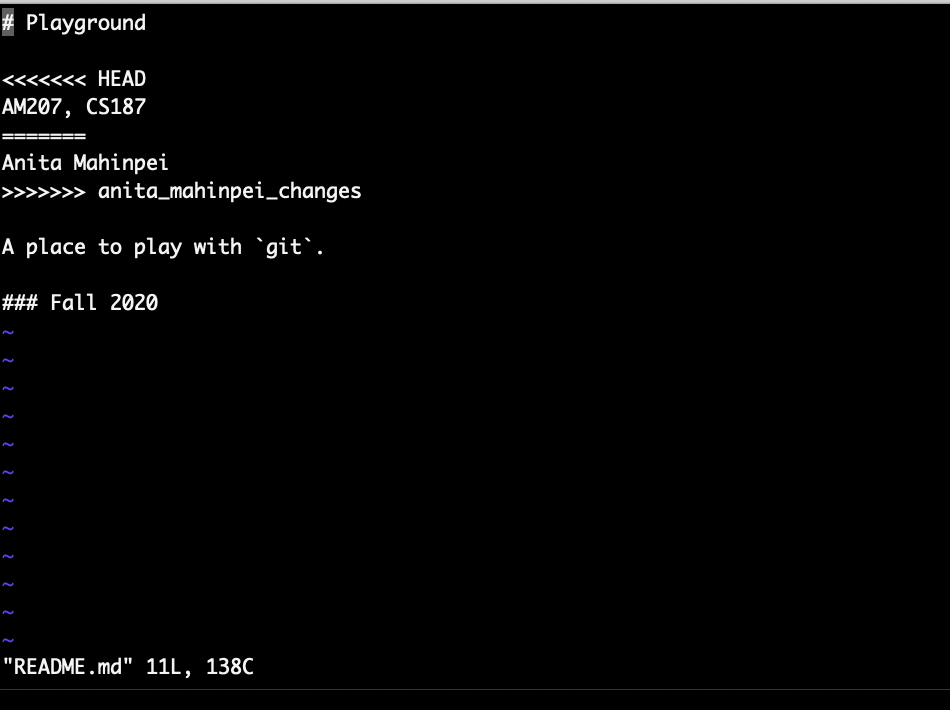 # Playground

<<<<<<< HEAD
AM207, CS187
=======
Anita Mahinpei
>>>>>>> anita_mahinpei_changes

A place to play with `git`.

### Fall 2020
~
~
~
~
~
~
~
~
~
~
~
~
"README.md" 11L, 138C